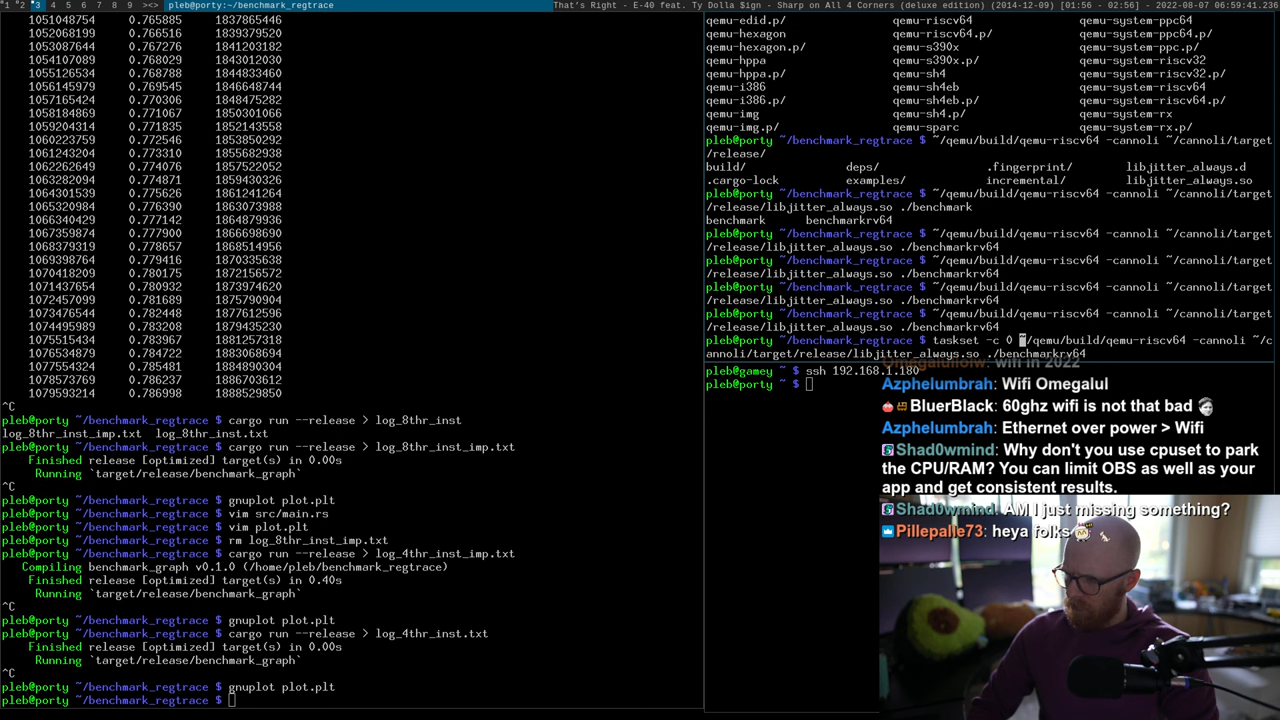 1 2 3 4 5 6 7 8 9 >< pleb@porty:~/benchmark_regtrace
That's Right - E-40 feat. Ty Dolla $ign - Sharp on All 4 Corners (deluxe edition) (2014-12-09) [01:56 - 02:56] - 2022-08-07 06:59:41.236
1051048754 0.765885 1837865446
1052068199 0.766516 1839379520
1053087644 0.767276 1841203182
1054107089 0.768029 1843012030
1055126534 0.768788 1844833460
1056145979 0.769545 1846648744
1057165424 0.770306 1848475282
1058184869 0.771067 1850301066
1059204314 0.771835 1852143558
1060223759 0.772546 1853850292
1061243204 0.773310 1855682938
1062262649 0.774076 1857522052
1063282094 0.774871 1859430326
1064301539 0.775626 1861241264
1065320984 0.776390 1863073988
1066340429 0.777142 1864879936
1067359874 0.777900 1866698690
1068379319 0.778657 1868514956
1069398764 0.779416 1870335638
1070418209 0.780175 1872156572
1071437654 0.780932 1873974620
1072457099 0.781689 1875790904
1073476544 0.782448 1877612596
1074495989 0.783208 1879435230
1075515434 0.783967 1881257318
1076534879 0.784722 1883068694
1077554324 0.785481 1884890304
1078573769 0.786237 1886703612
1079593214 0.786998 1888529850
^C
pleb@porty ~/benchmark_regtrace $ cargo run --release > log_8thr_inst
log_8thr_inst_imp.txt log_8thr_inst.txt
pleb@porty ~/benchmark_regtrace $ cargo run --release > log_8thr_inst_imp.txt
Finished release [optimized] target(s) in 0.00s
Running `target/release/benchmark_graph`
^C
pleb@porty ~/benchmark_regtrace $ gnuplot plot.plt
pleb@porty ~/benchmark_regtrace $ vim src/main.rs
pleb@porty ~/benchmark_regtrace $ vim plot.plt
pleb@porty ~/benchmark_regtrace $ rm log_8thr_inst_imp.txt
pleb@porty ~/benchmark_regtrace $ cargo run --release > log_4thr_inst_imp.txt
Compiling benchmark_graph v0.1.0 (/home/pleb/benchmark_regtrace)
Finished release [optimized] target(s) in 0.40s
Running `target/release/benchmark_graph`
^C
pleb@porty ~/benchmark_regtrace $ gnuplot plot.plt
pleb@porty ~/benchmark_regtrace $ cargo run --release > log_4thr_inst.txt
Finished release [optimized] target(s) in 0.00s
Running `target/release/benchmark_graph`
^C
pleb@porty ~/benchmark_regtrace $ gnuplot plot.plt
pleb@porty ~/benchmark_regtrace $
qemu-edid.p/ qemu-riscv64 qemu-system-ppc64
qemu-hexagon qemu-riscv64.p/ qemu-system-ppc64.p/
qemu-hexagon.p/ qemu-s390x qemu-system-ppc.p/
qemu-hppa qemu-s390x.p/ qemu-system-riscv32
qemu-hppa.p/ qemu-sh4 qemu-system-riscv32.p/
qemu-i386 qemu-sh4eb qemu-system-riscv64
qemu-i386.p/ qemu-sh4eb.p/ qemu-system-riscv64.p/
qemu-img qemu-sh4.p/ qemu-system-rx
qemu-img.p/ qemu-sparc qemu-system-rx.p/
pleb@porty ~/benchmark_regtrace $ ~/qemu/build/qemu-riscv64 -cannoli ~/cannoli/target
/release/
build/ deps/ .fingerprint/ libjitter_always.d
.cargo-lock examples/ incremental/ libjitter_always.so
pleb@porty ~/benchmark_regtrace $ ~/qemu/build/qemu-riscv64 -cannoli ~/cannoli/target
/release/libjitter_always.so ./benchmark
benchmark benchmarkrv64
pleb@porty ~/benchmark_regtrace $ ~/qemu/build/qemu-riscv64 -cannoli ~/cannoli/target
/release/libjitter_always.so ./benchmarkrv64
pleb@porty ~/benchmark_regtrace $ ~/qemu/build/qemu-riscv64 -cannoli ~/cannoli/target
/release/libjitter_always.so ./benchmarkrv64
pleb@porty ~/benchmark_regtrace $ ~/qemu/build/qemu-riscv64 -cannoli ~/cannoli/target
/release/libjitter_always.so ./benchmarkrv64
pleb@porty ~/benchmark_regtrace $ ~/qemu/build/qemu-riscv64 -cannoli ~/cannoli/target
/release/libjitter_always.so ./benchmarkrv64
pleb@porty ~/benchmark_regtrace $ taskset -c 0 ~/qemu/build/qemu-riscv64 -cannoli ~/c
annoli/target/release/libjitter_always.so ./benchmarkrv64
pleb@gamey ~ $ ssh 192.168.1.180
pleb@porty ~ $
wifi in 2022
Azphelumbrah: Wifi Omegalul
BluerBlack: 60ghz wifi is not that bad
Azphelumbrah: Ethernet over power > Wifi
Shad0wmind: Why don't you use cpuset to park
the CPU/RAM? You can limit OBS as well as your
app and get consistent results.
Shad0wmind: AM I just missing something?
Pillepalle73: heya folks